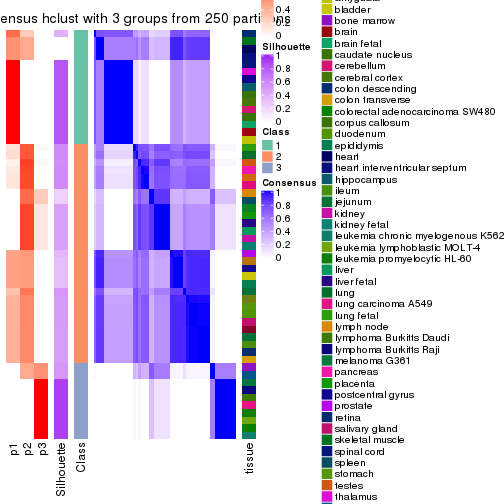 ensus hclust with 3 groups from 250 parti
ns
0.4
0.2
0
Silhouette
1
0.8
0.6
0.4
0.2
0
Class
1
2
3
Consensus
1
0.8
0.6
0.4
0.2
0
bladder
bone marrow
brain
brain fetal
caudate nucleus
cerebellum
cerebral cortex
colon descending
colon transverse
colorectal adenocarcinoma SW480
corpus callosum
duodenum
epididymis
heart
heart interventricular septum
hippocampus
ileum
jejunum
kidney
kidney fetal
leukemia chronic myelogenous K562
leukemia lymphoblastic MOLT-4
leukemia promyelocytic HL-60
liver
liver fetal
lung
lung carcinoma A549
lung fetal
lymph node
lymphoma Burkitts Daudi
lymphoma Burkitts Raji
melanoma G361
pancreas
placenta
postcentral gyrus
prostate
retina
salivary gland
skeletal muscle
spinal cord
spleen
stomach
testes
thalamus
p1
p2
p3
Silhouette
Class
tissue